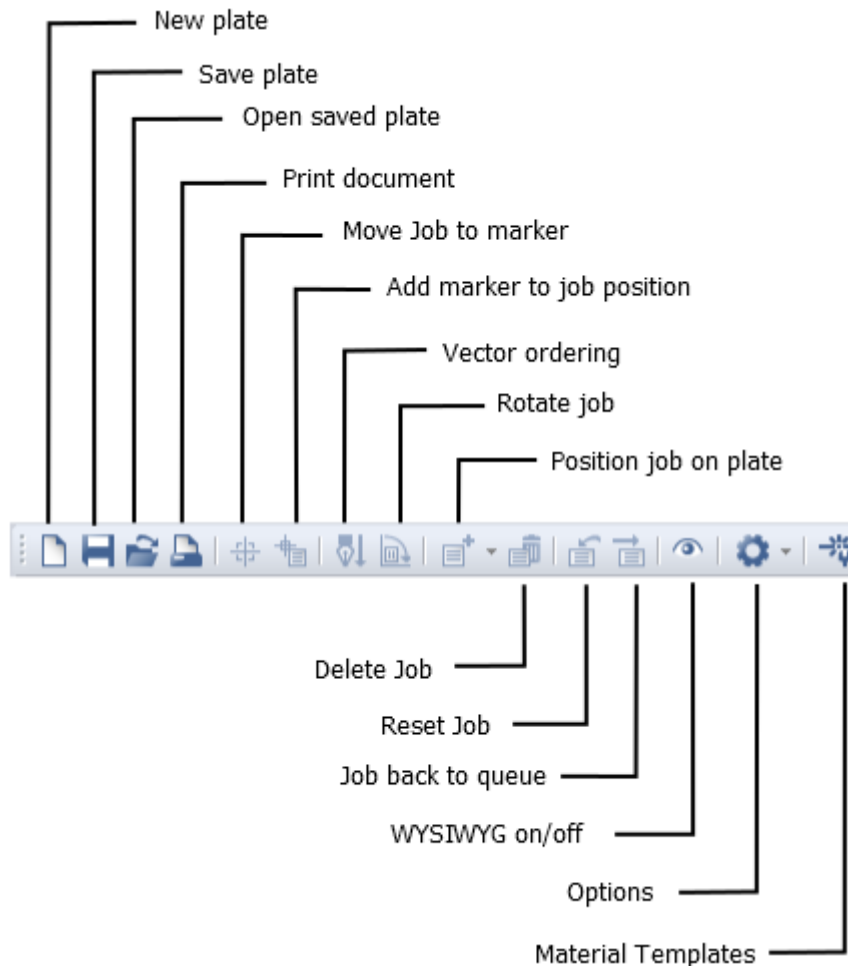 New plate
Save plate
Open saved plate
Print document
Move Job to marker
Add marker to job position
Vector ordering
Rotate job
Position job on plate
Delete Job
Reset Job
Job back to queue
WYSIWYG on/off
Options
Material Templates